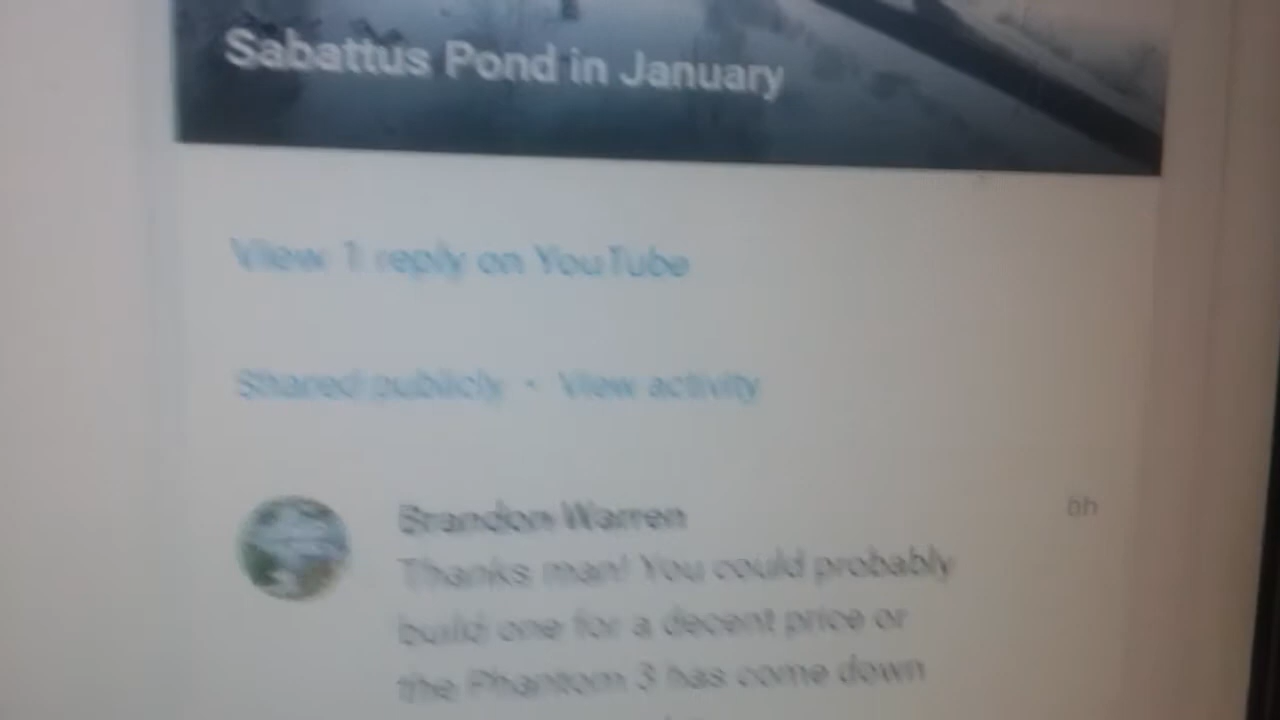 Sabattus Pond in January
View 1 reply on YouTube
Shared publicly • View activity
Brandon Warren
6h
Thanks man! You could probably
build one for a decent price or
the Phantom 3 has come down